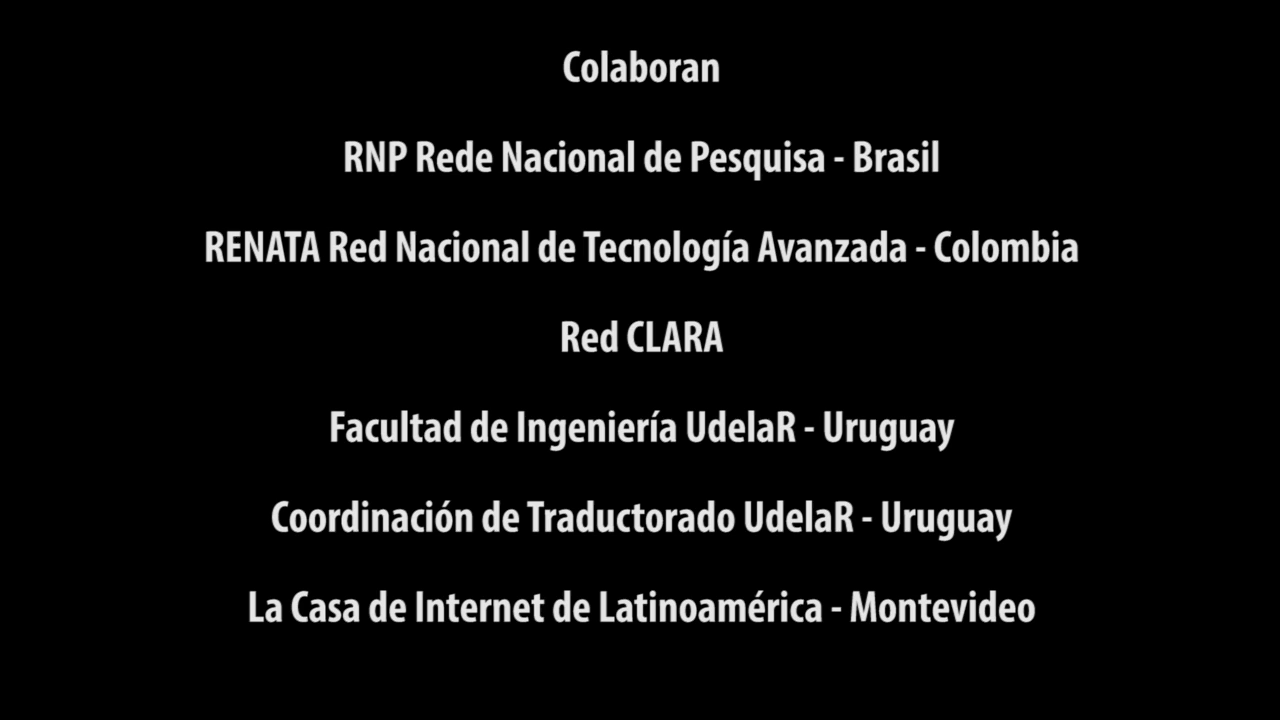 Colaboran
RNP Rede Nacional de Pesquisa - Brasil
RENATA Red Nacional de Tecnología Avanzada - Colombia
Red CLARA
Facultad de Ingeniería UdelaR - Uruguay
Coordinación de Traductorado UdelaR - Uruguay
La Casa de Internet de Latinoamérica - Montevideo